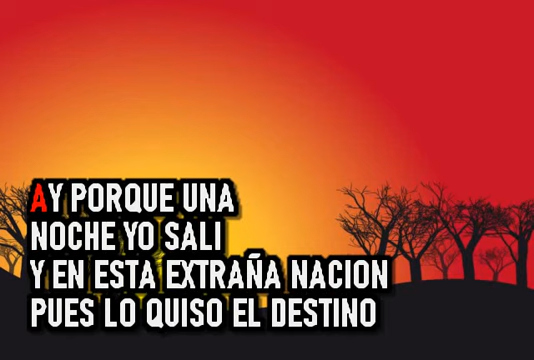 AY PORQUE UNA
NOCHE YO SALI
Y EN ESTA EXTRAÑA NACION
PUES LO QUISO EL DESTINO